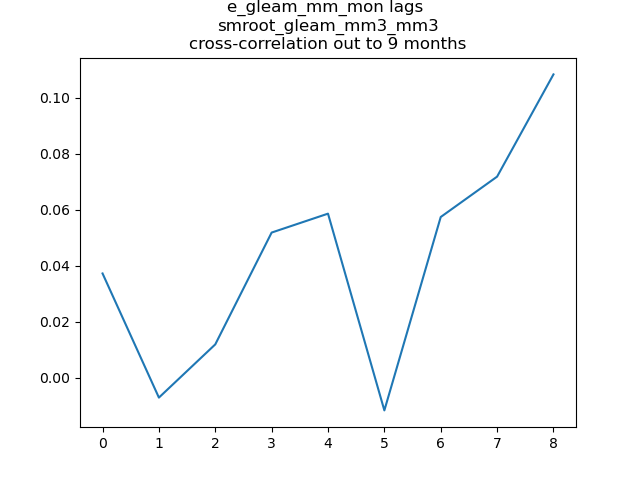 e_gleam_mm_mon lags
smroot_gleam_mm3_mm3
cross-correlation out to 9 months
0.10
0.08
0.06
0.04
0.02
0.00
0 1 2 3 4 5 6 7 8